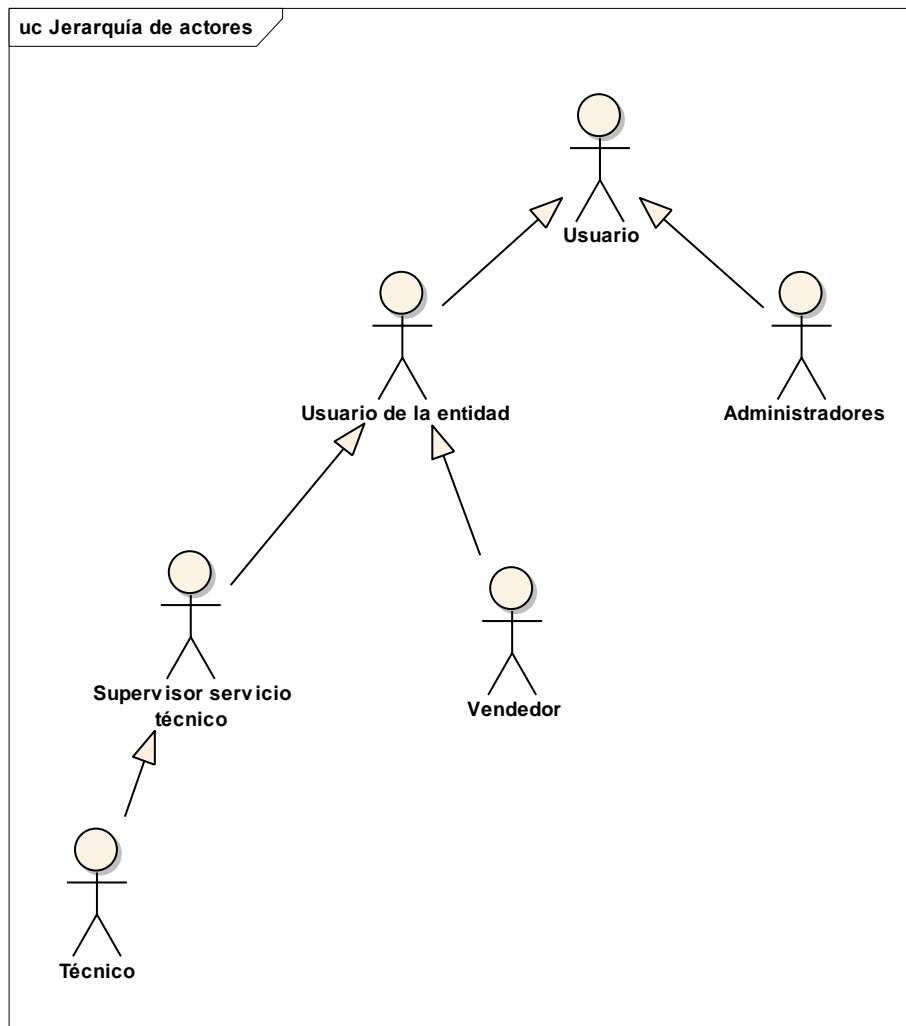 uc Jerarquía de actores
Usuario
Usuario de la entidad
Administradores
Supervisor servicio
técnico
Vendedor
Técnico